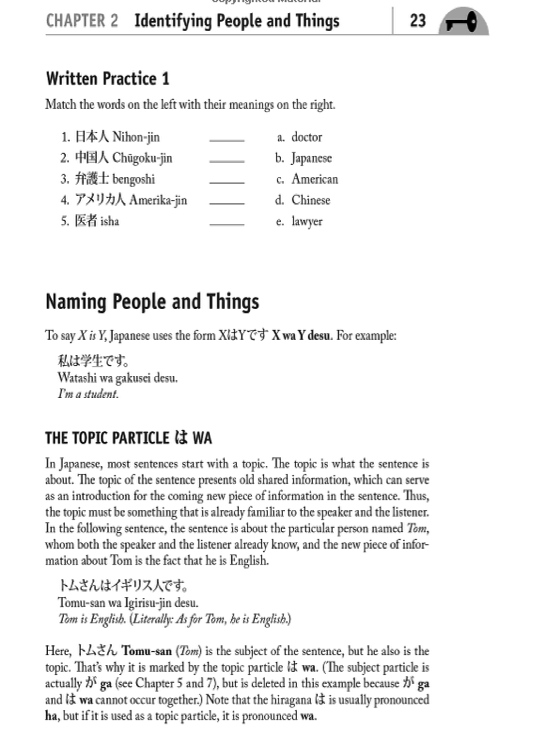 Copyrighted Material
CHAPTER 2 Identifying People and Things 23
Written Practice 1
Match the words on the left with their meanings on the right.
1. 日本人 Nihon-jin _____ a. doctor
2. 中国人 Chūgoku-jin _____ b. Japanese
3. 弁護士 bengoshi _____ c. American
4. アメリカ人 Amerika-jin _____ d. Chinese
5. 医者 isha _____ e. lawyer
Naming People and Things
To say X is Y, Japanese uses the form XはYです X wa Y desu. For example:
私は学生です。
Watashi wa gakusei desu.
I'm a student.
THE TOPIC PARTICLE は WA
In Japanese, most sentences start with a topic. The topic is what the sentence is
about. The topic of the sentence presents old shared information, which can serve
as an introduction for the coming new piece of information in the sentence. Thus,
the topic must be something that is already familiar to the speaker and the listener.
In the following sentence, the sentence is about the particular person named Tom,
whom both the speaker and the listener already know, and the new piece of infor-
mation about Tom is the fact that he is English.
トムさんはイギリス人です。
Tomu-san wa Igirisu-jin desu.
Tom is English. (Literally: As for Tom, he is English.)
Here, トムさん Tomu-san (Tom) is the subject of the sentence, but he also is the
topic. That's why it is marked by the topic particle は wa. (The subject particle is
actually が ga (see Chapter 5 and 7), but is deleted in this example because が ga
and は wa cannot occur together.) Note that the hiragana は is usually pronounced
ha, but if it is used as a topic particle, it is pronounced wa.